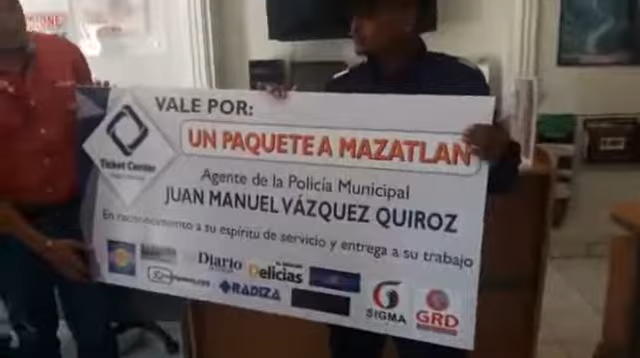 VALE POR:
UN PAQUETE A MAZATLAN
Ticket Center
Agente de la Policía Municipal
JUAN MANUEL VÁZQUEZ QUIROZ
En reconocimiento a su espíritu de servicio y entrega a su trabajo
Diario
Delicias
RADIZA
SIGMA
GRD